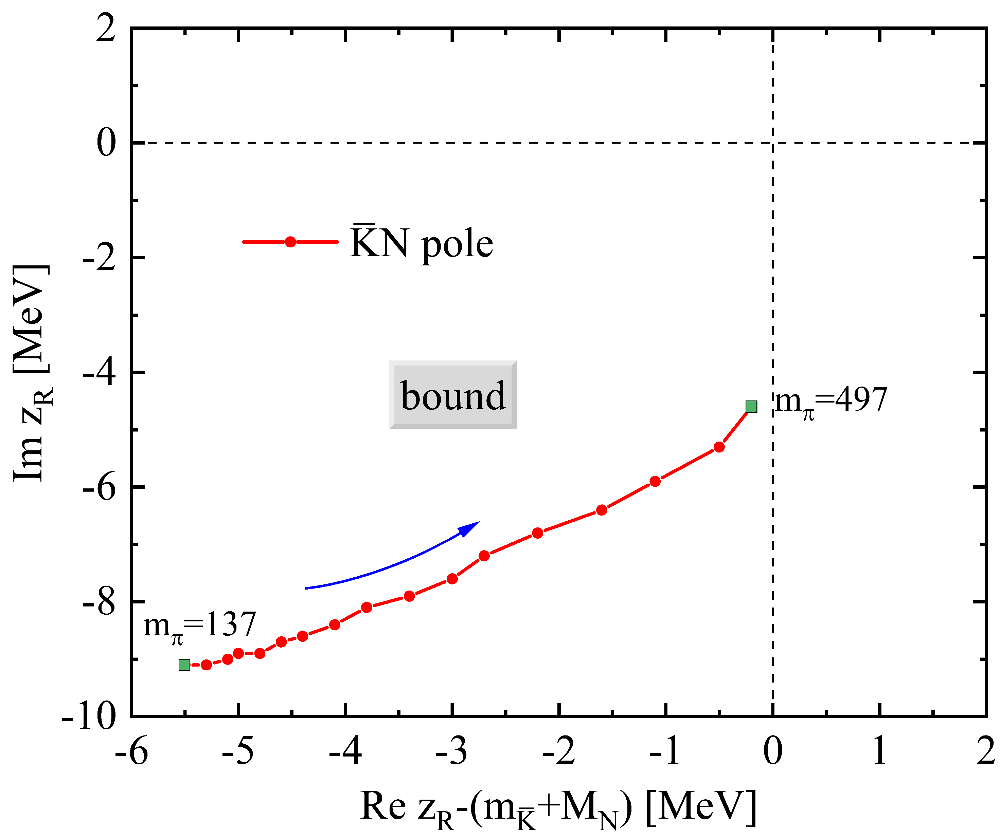 2
0
-2
-4
-6
-8
-10
Im z_R [MeV]
K̅N pole
bound
m_π=497
m_π=137
-6 -5 -4 -3 -2 -1 0 1 2
Re z_R-(m_K̅+M_N) [MeV]